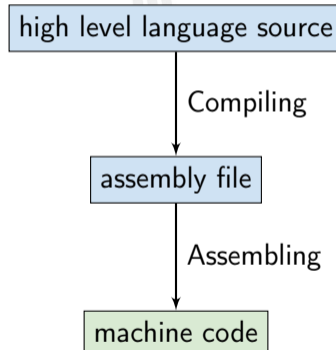 high level language source
Compiling
assembly file
Assembling
machine code